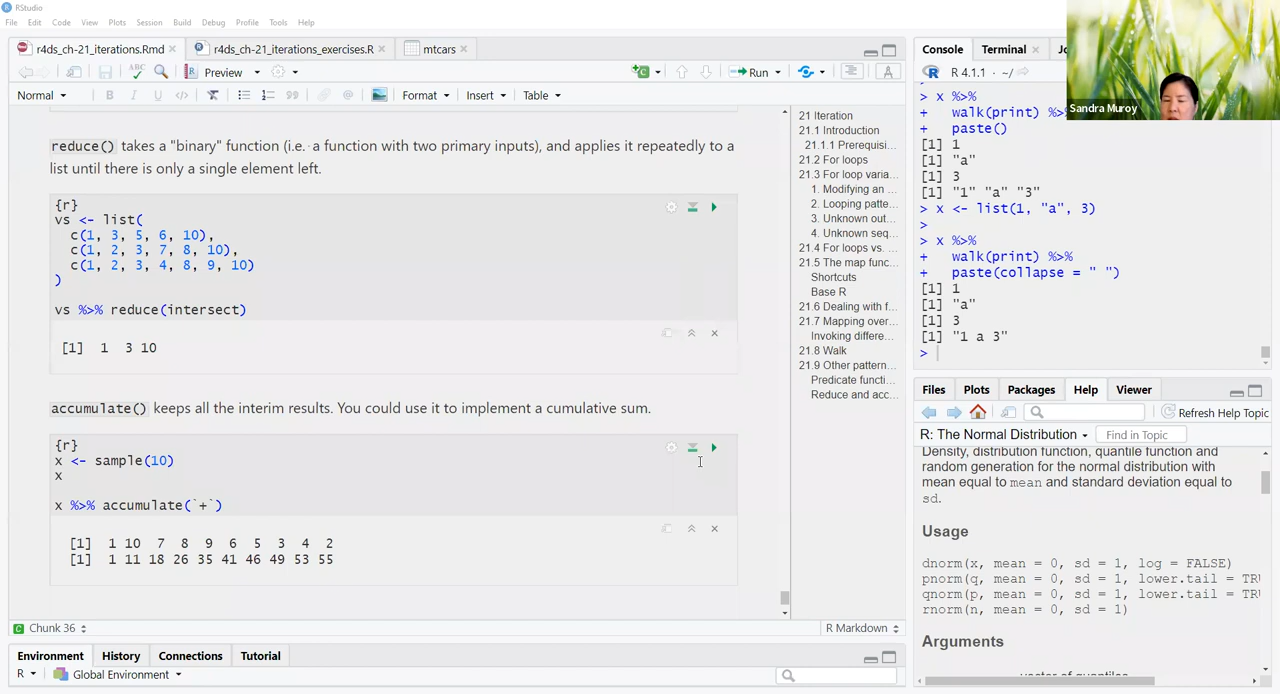 RStudio
File Edit Code View Plots Session Build Debug Profile Tools Help
r4ds_ch-21_iterations.Rmd
r4ds_ch-21_iterations_exercises.R
mtcars
Preview
Run
Normal
B I U </>
Format
Insert
Table
reduce() takes a "binary" function (i.e. a function with two primary inputs), and applies it repeatedly to a
list until there is only a single element left.
{r}
vs <- list(
c(1, 3, 5, 6, 10),
c(1, 2, 3, 7, 8, 10),
c(1, 2, 3, 4, 8, 9, 10)
)
vs %>% reduce(intersect)
[1] 1 3 10
accumulate() keeps all the interim results. You could use it to implement a cumulative sum.
{r}
x <- sample(10)
x
x %>% accumulate(`+`)
[1] 1 10 7 8 9 6 5 3 4 2
[1] 1 11 18 26 35 41 46 49 53 55
Chunk 36
R Markdown
21 Iteration
21.1 Introduction
21.1.1 Prerequisi...
21.2 For loops
21.3 For loop varia...
1. Modifying an ...
2. Looping patte...
3. Unknown out...
4. Unknown seq...
21.4 For loops vs. ...
21.5 The map func...
Shortcuts
Base R
21.6 Dealing with f...
21.7 Mapping over...
Invoking differe...
21.8 Walk
21.9 Other pattern...
Predicate functi...
Reduce and acc...
Environment History Connections Tutorial
R
Global Environment
Console Terminal
R 4.1.1 · ~/
Sandra Muroy
> x %>%
+ walk(print) %>%
+ paste()
[1] 1
[1] "a"
[1] 3
[1] "1" "a" "3"
> x <- list(1, "a", 3)
>
> x %>%
+ walk(print) %>%
+ paste(collapse = " ")
[1] 1
[1] "a"
[1] 3
[1] "1 a 3"
>
Files Plots Packages Help Viewer
Refresh Help Topic
R: The Normal Distribution
Find in Topic
Density, distribution function, quantile function and
random generation for the normal distribution with
mean equal to mean and standard deviation equal to
sd.
Usage
dnorm(x, mean = 0, sd = 1, log = FALSE)
pnorm(q, mean = 0, sd = 1, lower.tail = TRU
qnorm(p, mean = 0, sd = 1, lower.tail = TRU
rnorm(n, mean = 0, sd = 1)
Arguments
vector of quantiles